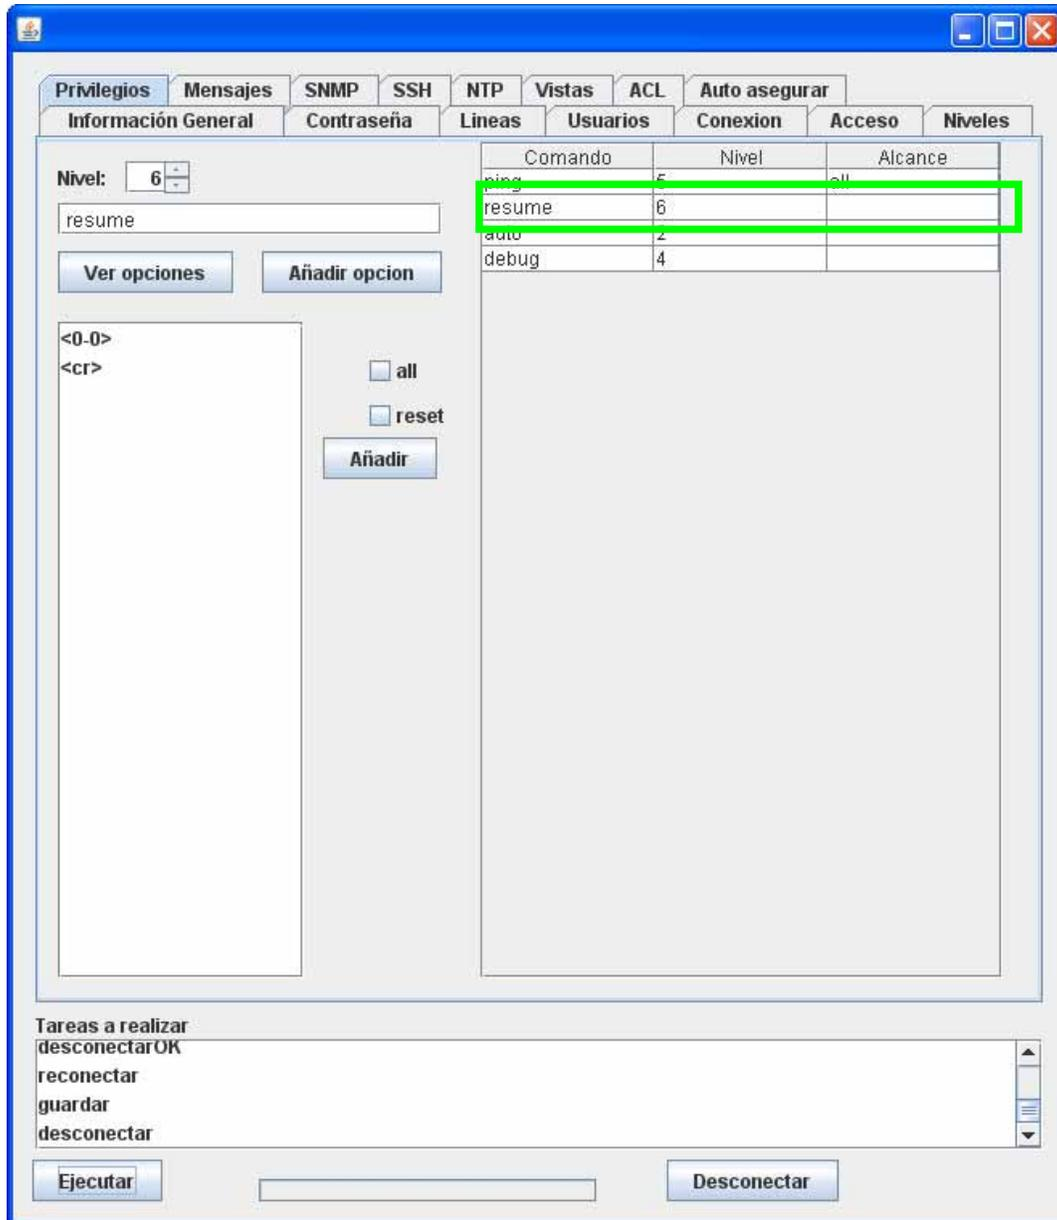 Privilegios Mensajes SNMP SSH NTP Vistas ACL Auto asegurar
Información General Contraseña Lineas Usuarios Conexion Acceso Niveles
Nivel: 6
resume
Ver opciones Añadir opcion
<0-0>
<cr>
all
reset
Añadir
Comando Nivel Alcance
ping 5 all
resume 6
auto 2
debug 4
Tareas a realizar
desconectarOK
reconectar
guardar
desconectar
Ejecutar Desconectar